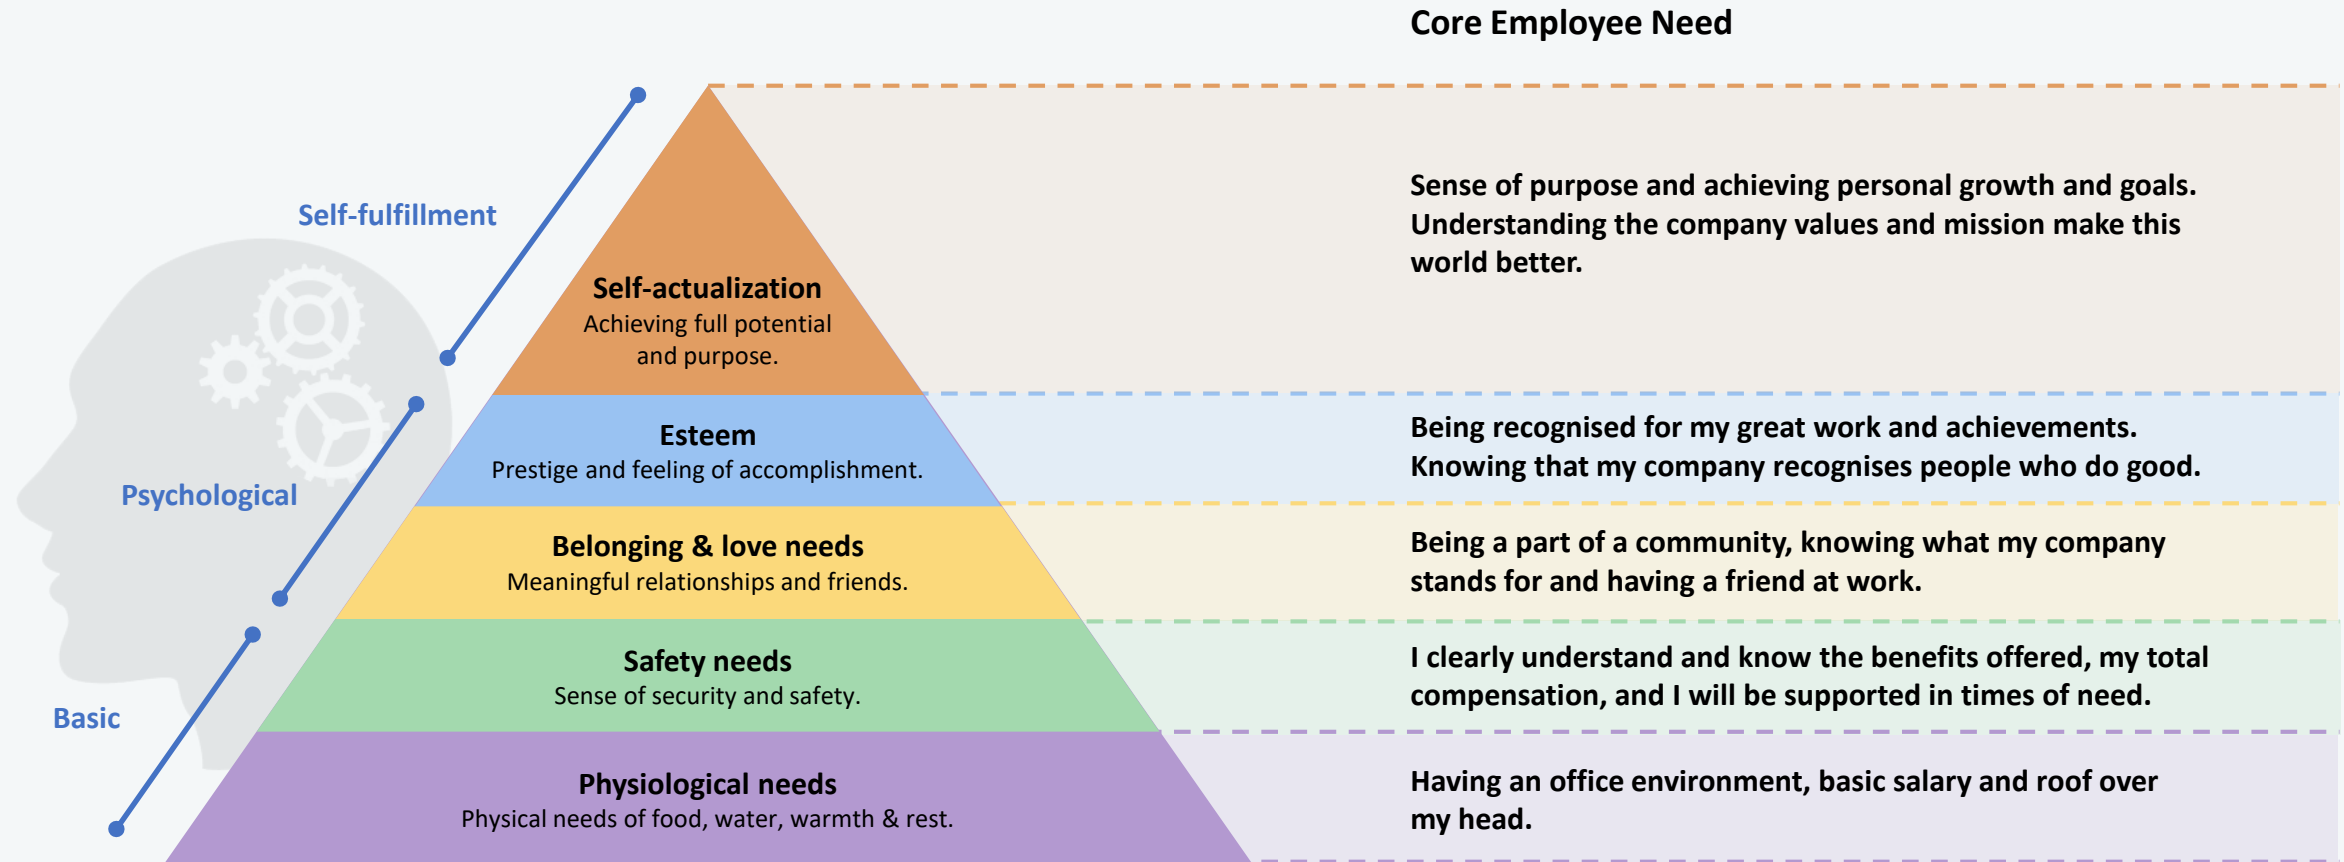 Core Employee Need
Self-fulfillment
Self-actualization
Achieving full potential
and purpose.
Sense of purpose and achieving personal growth and goals.
Understanding the company values and mission make this
world better.
Psychological
Esteem
Prestige and feeling of accomplishment.
Being recognised for my great work and achievements.
Knowing that my company recognises people who do good.
Belonging & love needs
Meaningful relationships and friends.
Being a part of a community, knowing what my company
stands for and having a friend at work.
Basic
Safety needs
Sense of security and safety.
I clearly understand and know the benefits offered, my total
compensation, and I will be supported in times of need.
Physiological needs
Physical needs of food, water, warmth & rest.
Having an office environment, basic salary and roof over
my head.